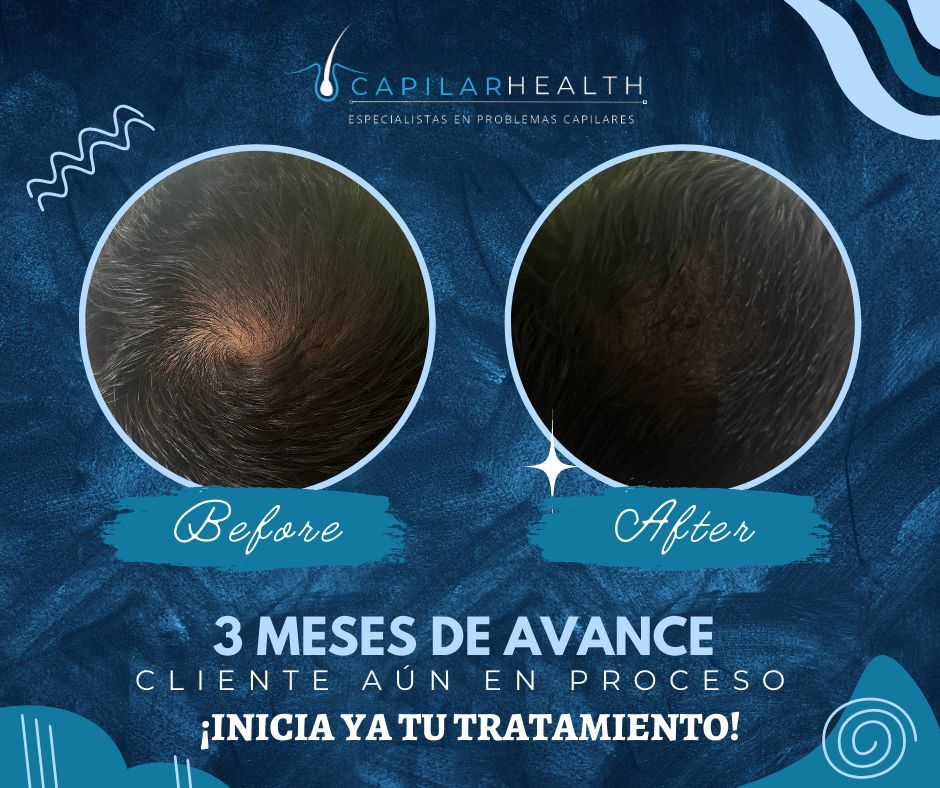 CAPILARHEALTH
ESPECIALISTAS EN PROBLEMAS CAPILARES
Before
After
3 MESES DE AVANCE
CLIENTE AÚN EN PROCESO
¡INICIA YA TU TRATAMIENTO!